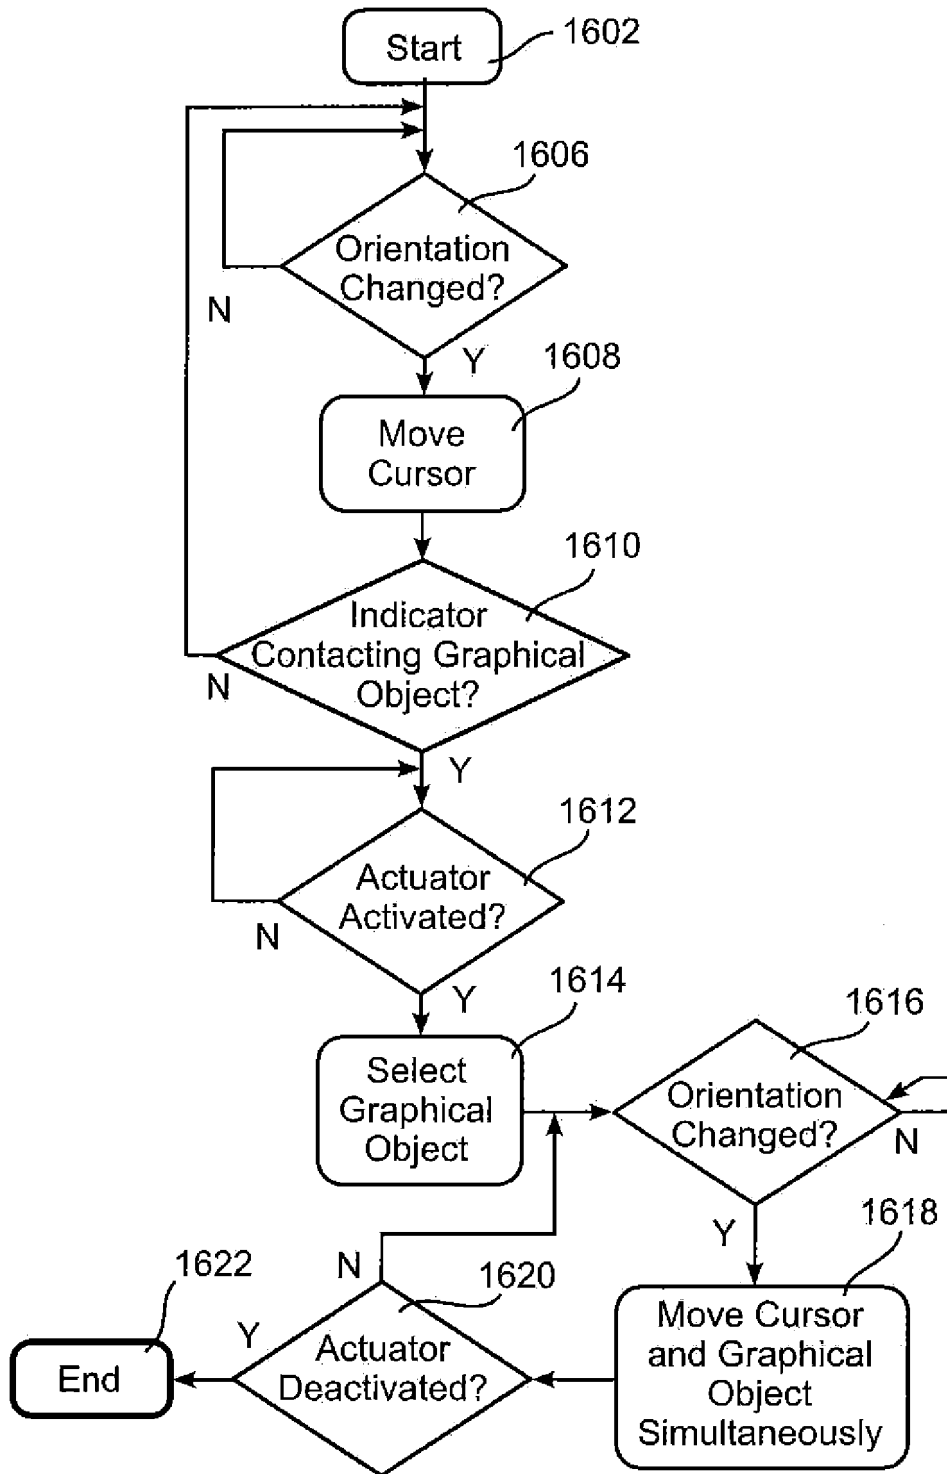 Start
1602
1606
Orientation
Changed?
N
Y
1608
Move
Cursor
1610
Indicator
Contacting Graphical
Object?
N
Y
1612
Actuator
Activated?
N
Y
1614
Select
Graphical
Object
1616
Orientation
Changed?
N
Y
1618
Move Cursor
and Graphical
Object
Simultaneously
1620
Actuator
Deactivated?
N
Y
1622
End